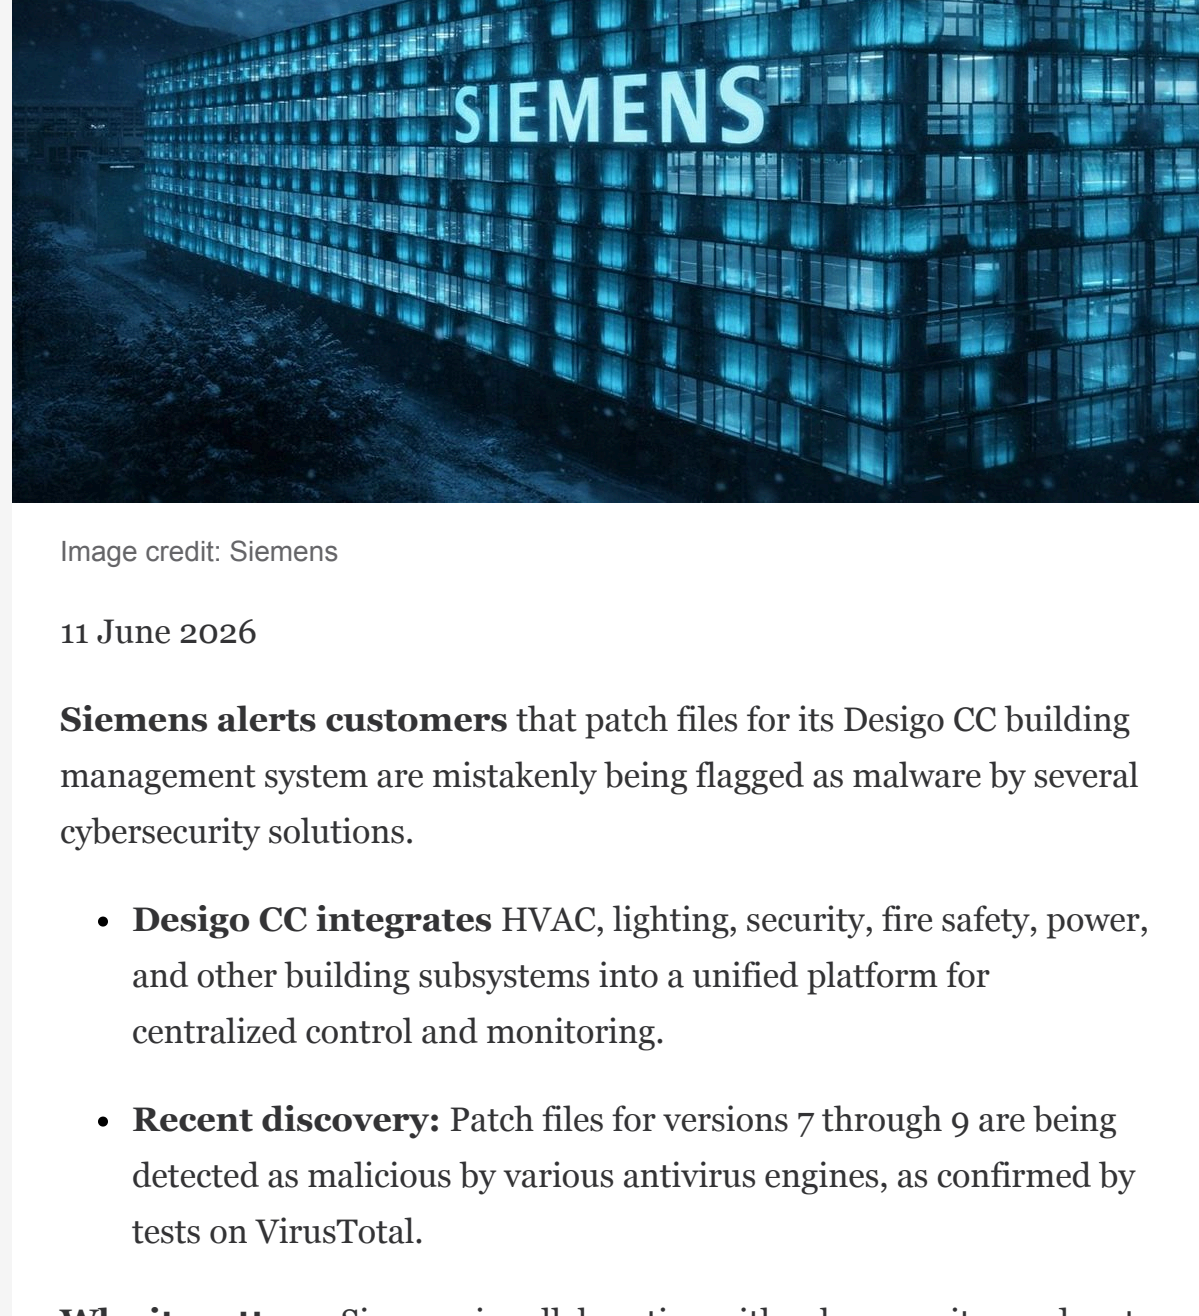 SIEMENS
Image credit: Siemens
11 June 2026
Siemens alerts customers that patch files for its Desigo CC building
management system are mistakenly being flagged as malware by several
cybersecurity solutions.
• Desigo CC integrates HVAC, lighting, security, fire safety, power,
and other building subsystems into a unified platform for
centralized control and monitoring.
• Recent discovery: Patch files for versions 7 through 9 are being
detected as malicious by various antivirus engines, as confirmed by
tests on VirusTotal.